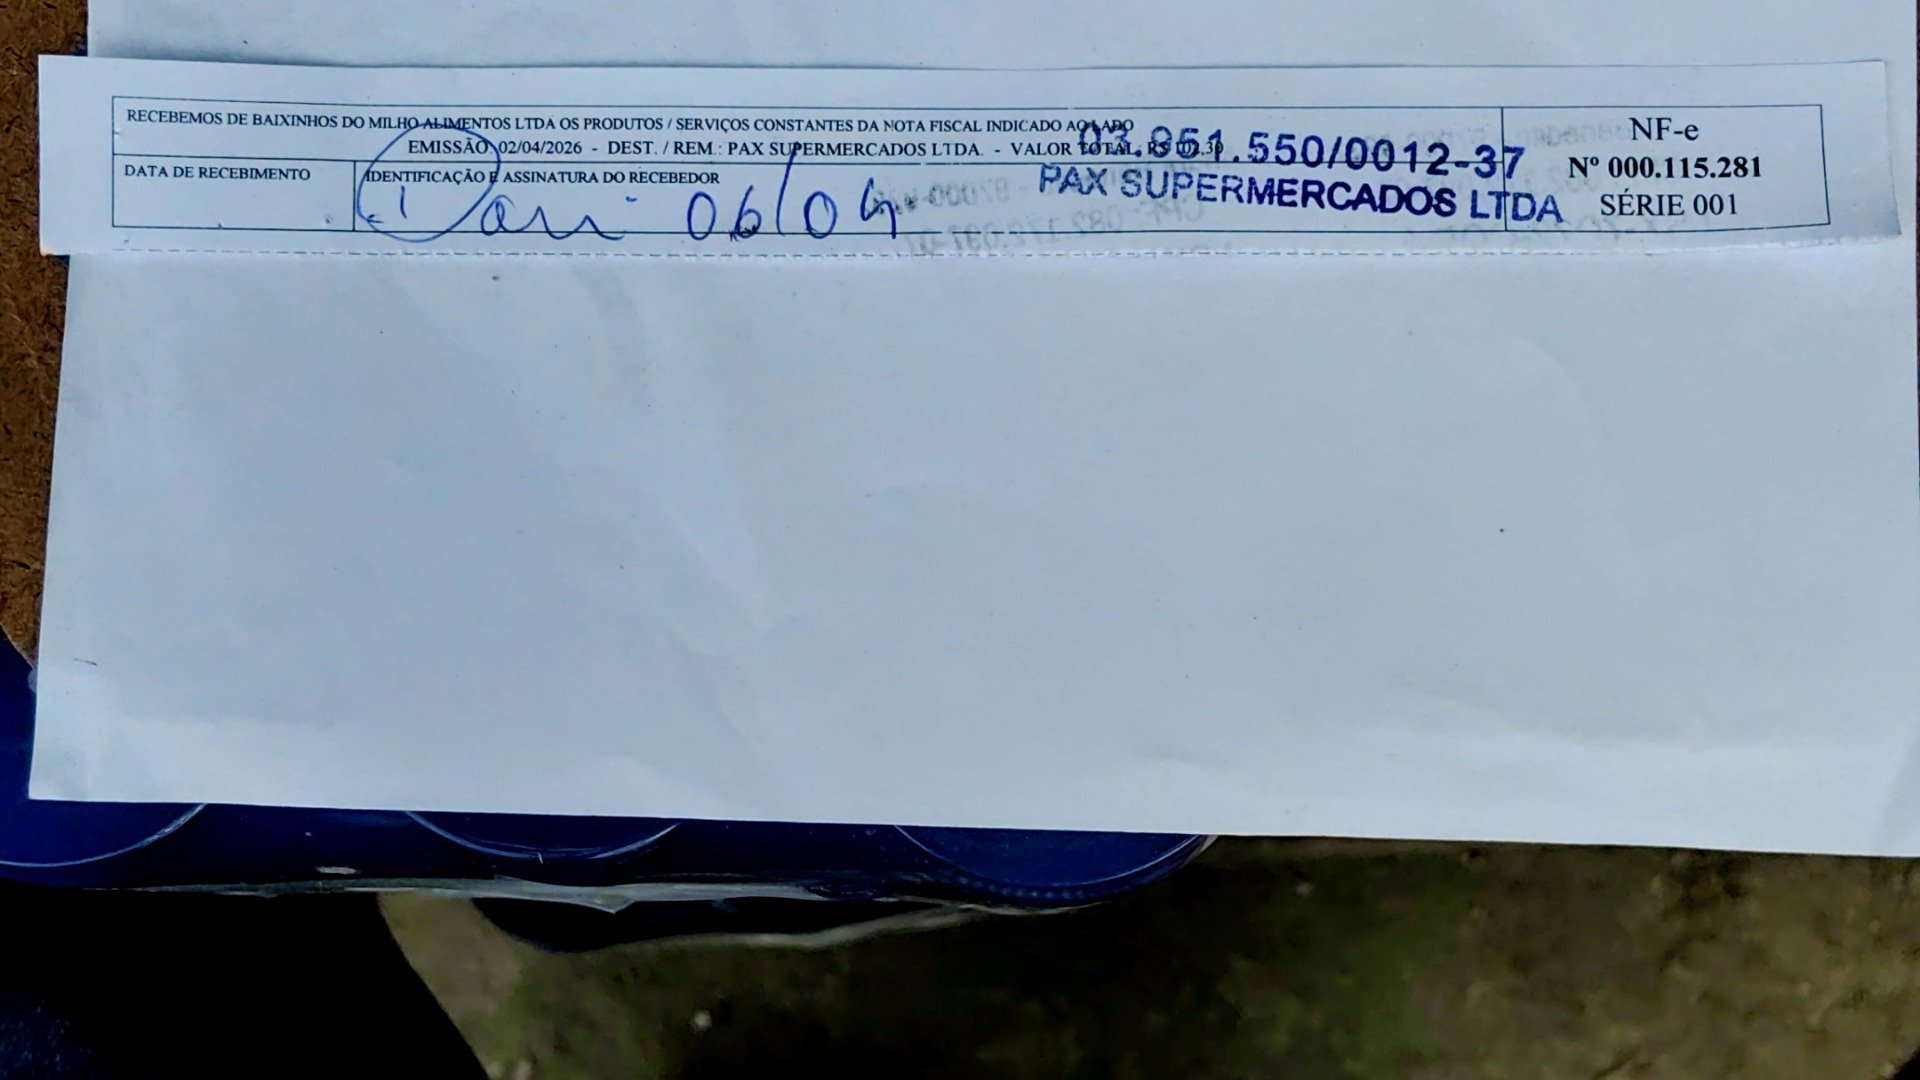 RECEBEMOS DE BAIXINHOS DO MILHO ALIMENTOS LTDA OS PRODUTOS / SERVIÇOS CONSTANTES DA NOTA FISCAL INDICADO AO LADO
EMISSÃO: 02/04/2026 - DEST. / REM.: PAX SUPERMERCADOS LTDA. - VALOR TOTAL: R$
DATA DE RECEBIMENTO
IDENTIFICAÇÃO E ASSINATURA DO RECEBEDOR
Dani 06/04
03.951.550/0012-37
PAX SUPERMERCADOS LTDA
NF-e
Nº 000.115.281
SÉRIE 001